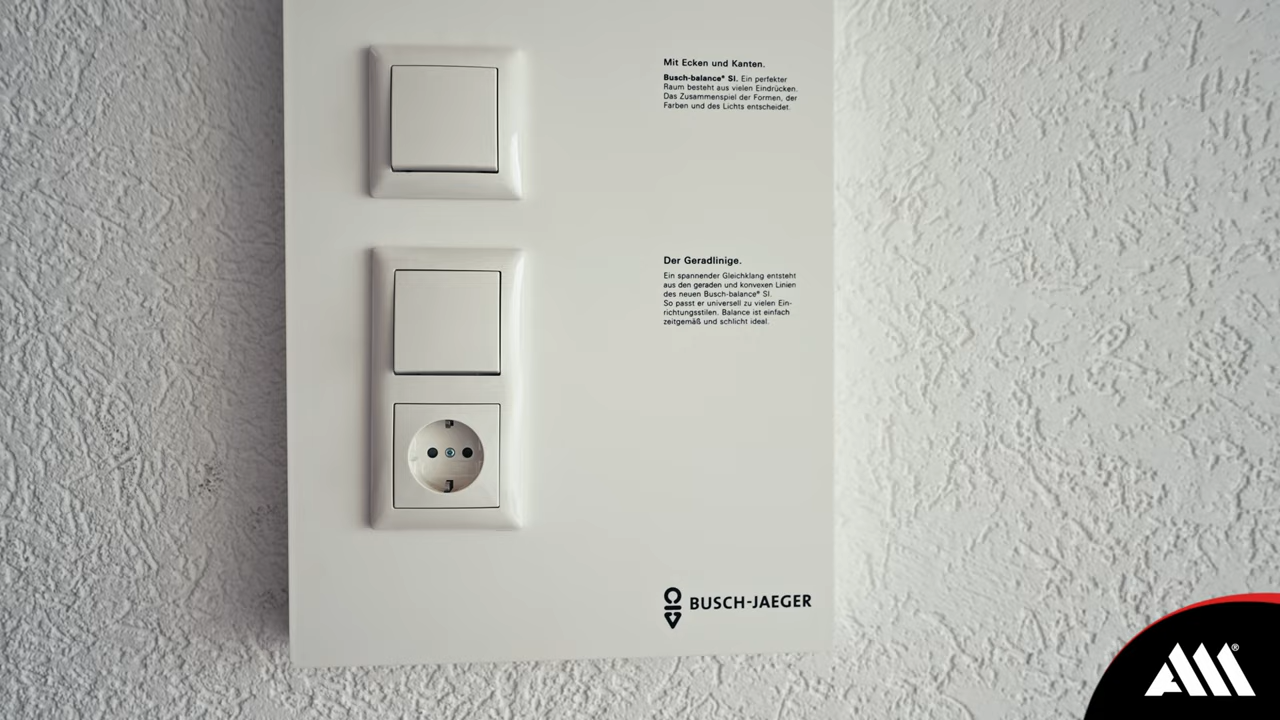 Mit Ecken und Kanten.
Busch-balance® SI. Ein perfekter
Raum besteht aus vielen Eindrücken.
Das Zusammenspiel der Formen, der
Farben und des Lichts entscheidet.
Der Geradlinige.
Ein spannender Gleichklang entsteht
aus den geraden und konvexen Linien
des neuen Busch-balance® SI.
So passt er universell zu vielen Ein-
richtungsstilen. Balance ist einfach
zeitgemäß und schlicht ideal.
BUSCH-JAEGER